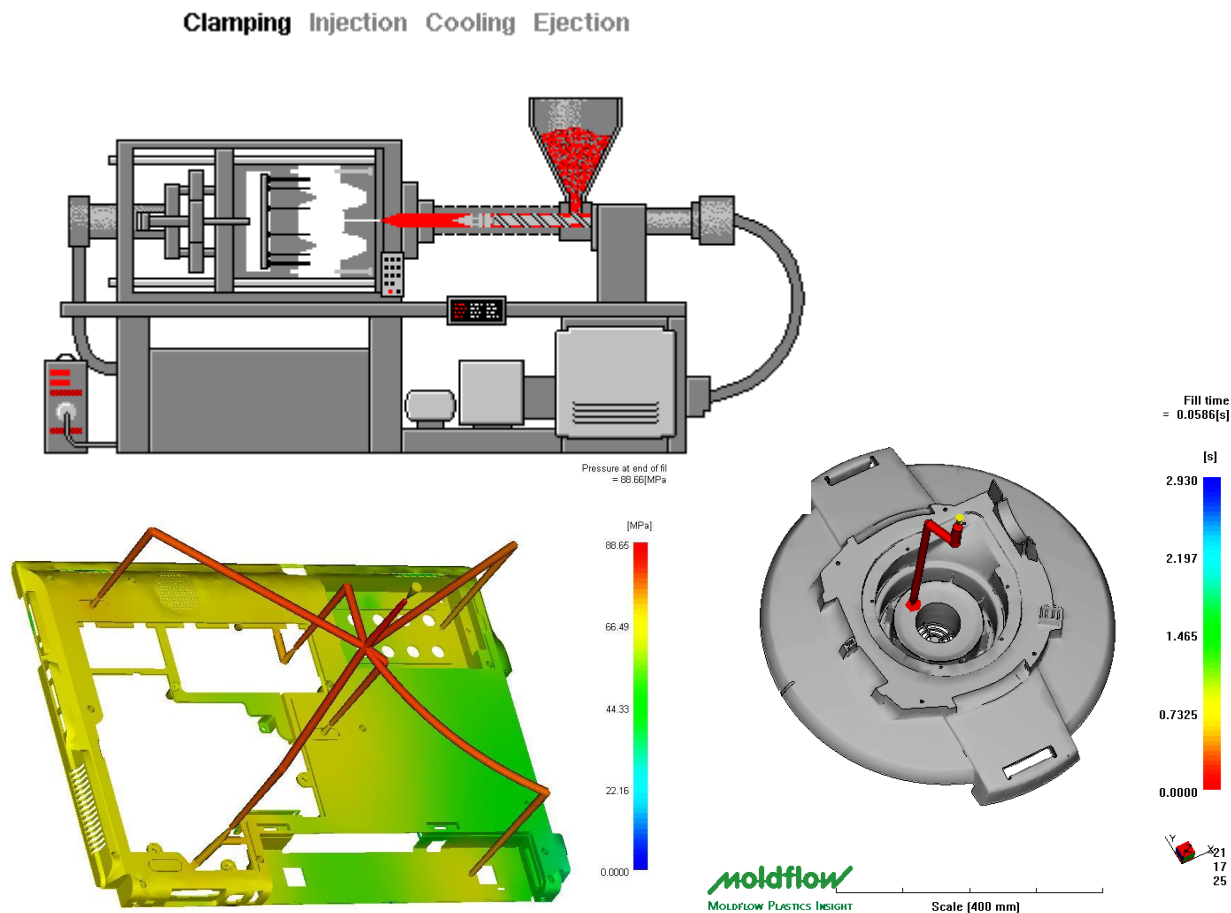 Clamping Injection Cooling Ejection
Pressure at end of fil
= 88.66[MPa
[MPa]
88.65
66.49
44.33
22.16
0.0000
Fill time
= 0.0586[s]
[s]
2.930
2.197
1.465
0.7325
0.0000
moldflow
MOLDFLOW PLASTICS INSIGHT
Scale [400 mm]
Y
X
21
17
25